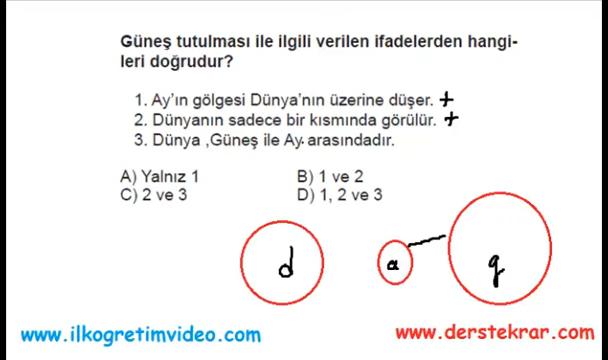 Güneş tutulması ile ilgili verilen ifadelerden hangi-
leri doğrudur?
1. Ay'ın gölgesi Dünya'nın üzerine düşer. +
2. Dünyanın sadece bir kısmında görülür. +
3. Dünya ,Güneş ile Ay arasındadır.
A) Yalnız 1 B) 1 ve 2
C) 2 ve 3 D) 1, 2 ve 3
d a g
www.ilkogretimvideo.com www.derstekrar.com